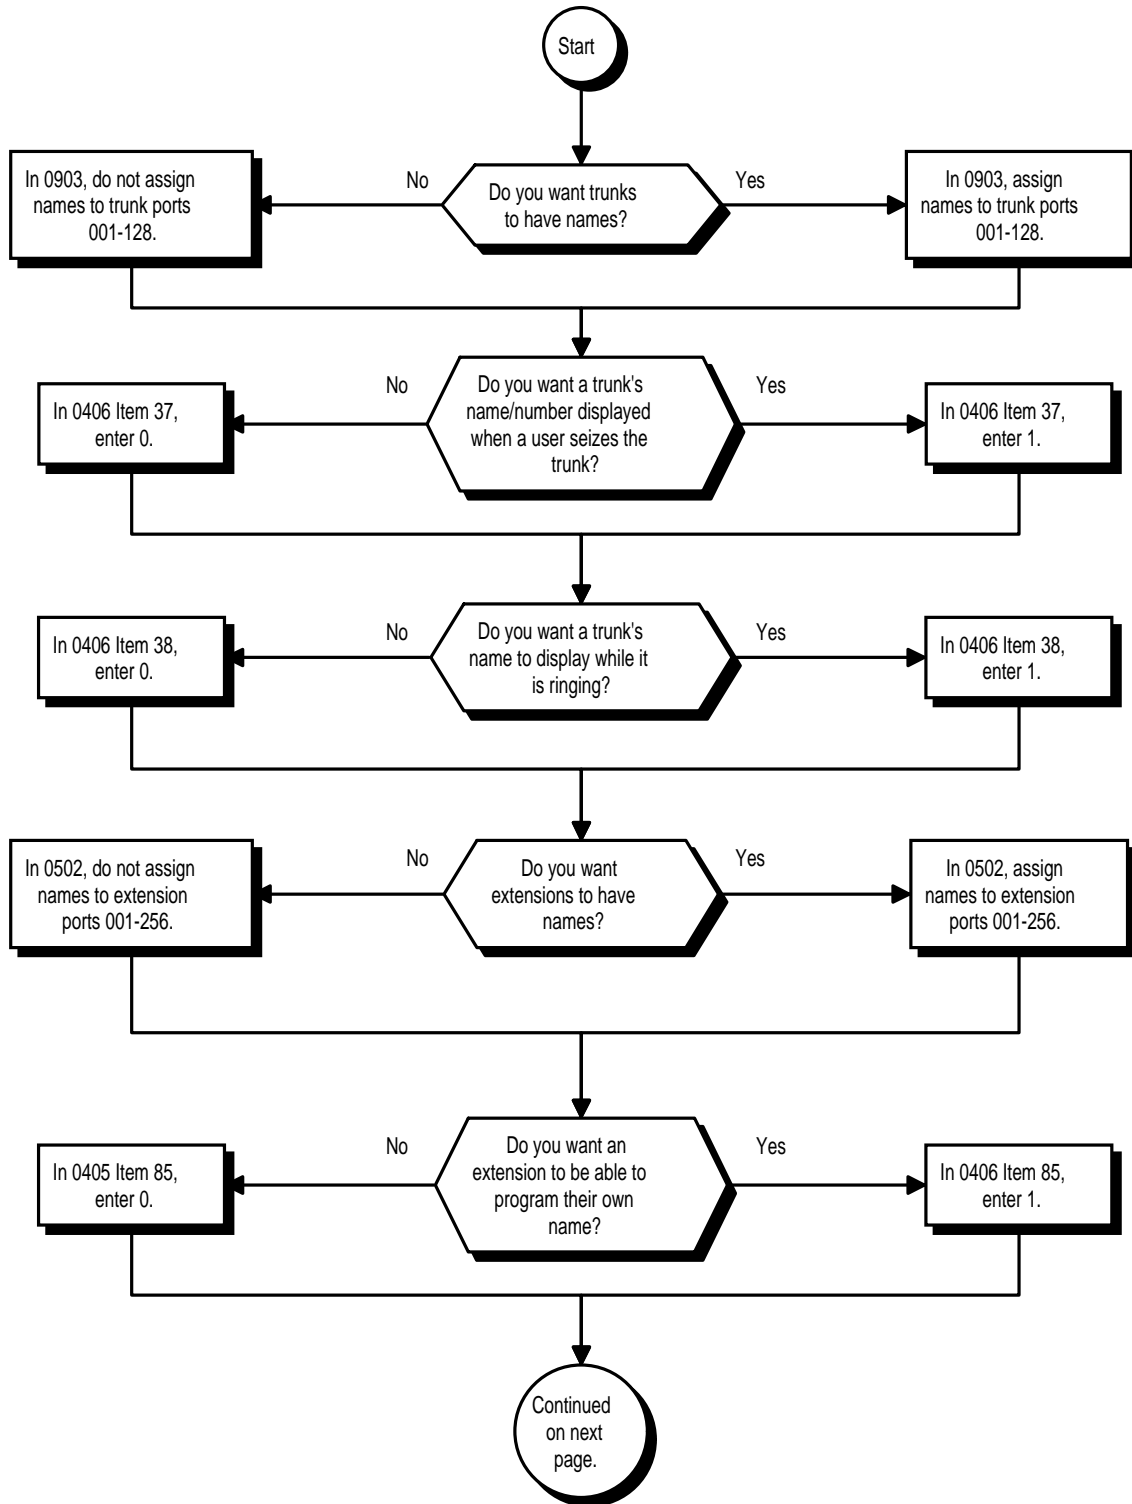 Start
No
Yes
In 0903, do not assign
names to trunk ports
001-128.
Do you want trunks
to have names?
In 0903, assign
names to trunk ports
001-128.
No
Yes
In 0406 Item 37,
enter 0.
Do you want a trunk's
name/number displayed
when a user seizes the
trunk?
In 0406 Item 37,
enter 1.
No
Yes
In 0406 Item 38,
enter 0.
Do you want a trunk's
name to display while it
is ringing?
In 0406 Item 38,
enter 1.
No
Yes
In 0502, do not assign
names to extension
ports 001-256.
Do you want
extensions to have
names?
In 0502, assign
names to extension
ports 001-256.
No
Yes
In 0405 Item 85,
enter 0.
Do you want an
extension to be able to
program their own
name?
In 0406 Item 85,
enter 1.
Continued
on next
page.